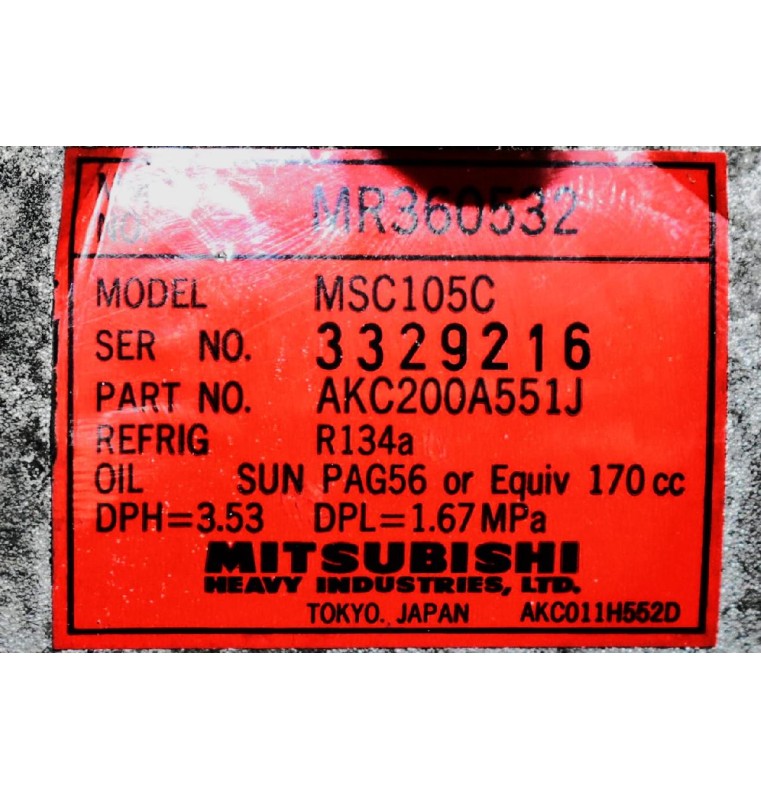 NO. MR360532
MODEL MSC105C
SER NO. 3329216
PART NO. AKC200A551J
REFRIG R134a
OIL SUN PAG56 or Equiv 170 cc
DPH=3.53 DPL=1.67 MPa
MITSUBISHI
HEAVY INDUSTRIES, LTD.
TOKYO. JAPAN AKC011H552D